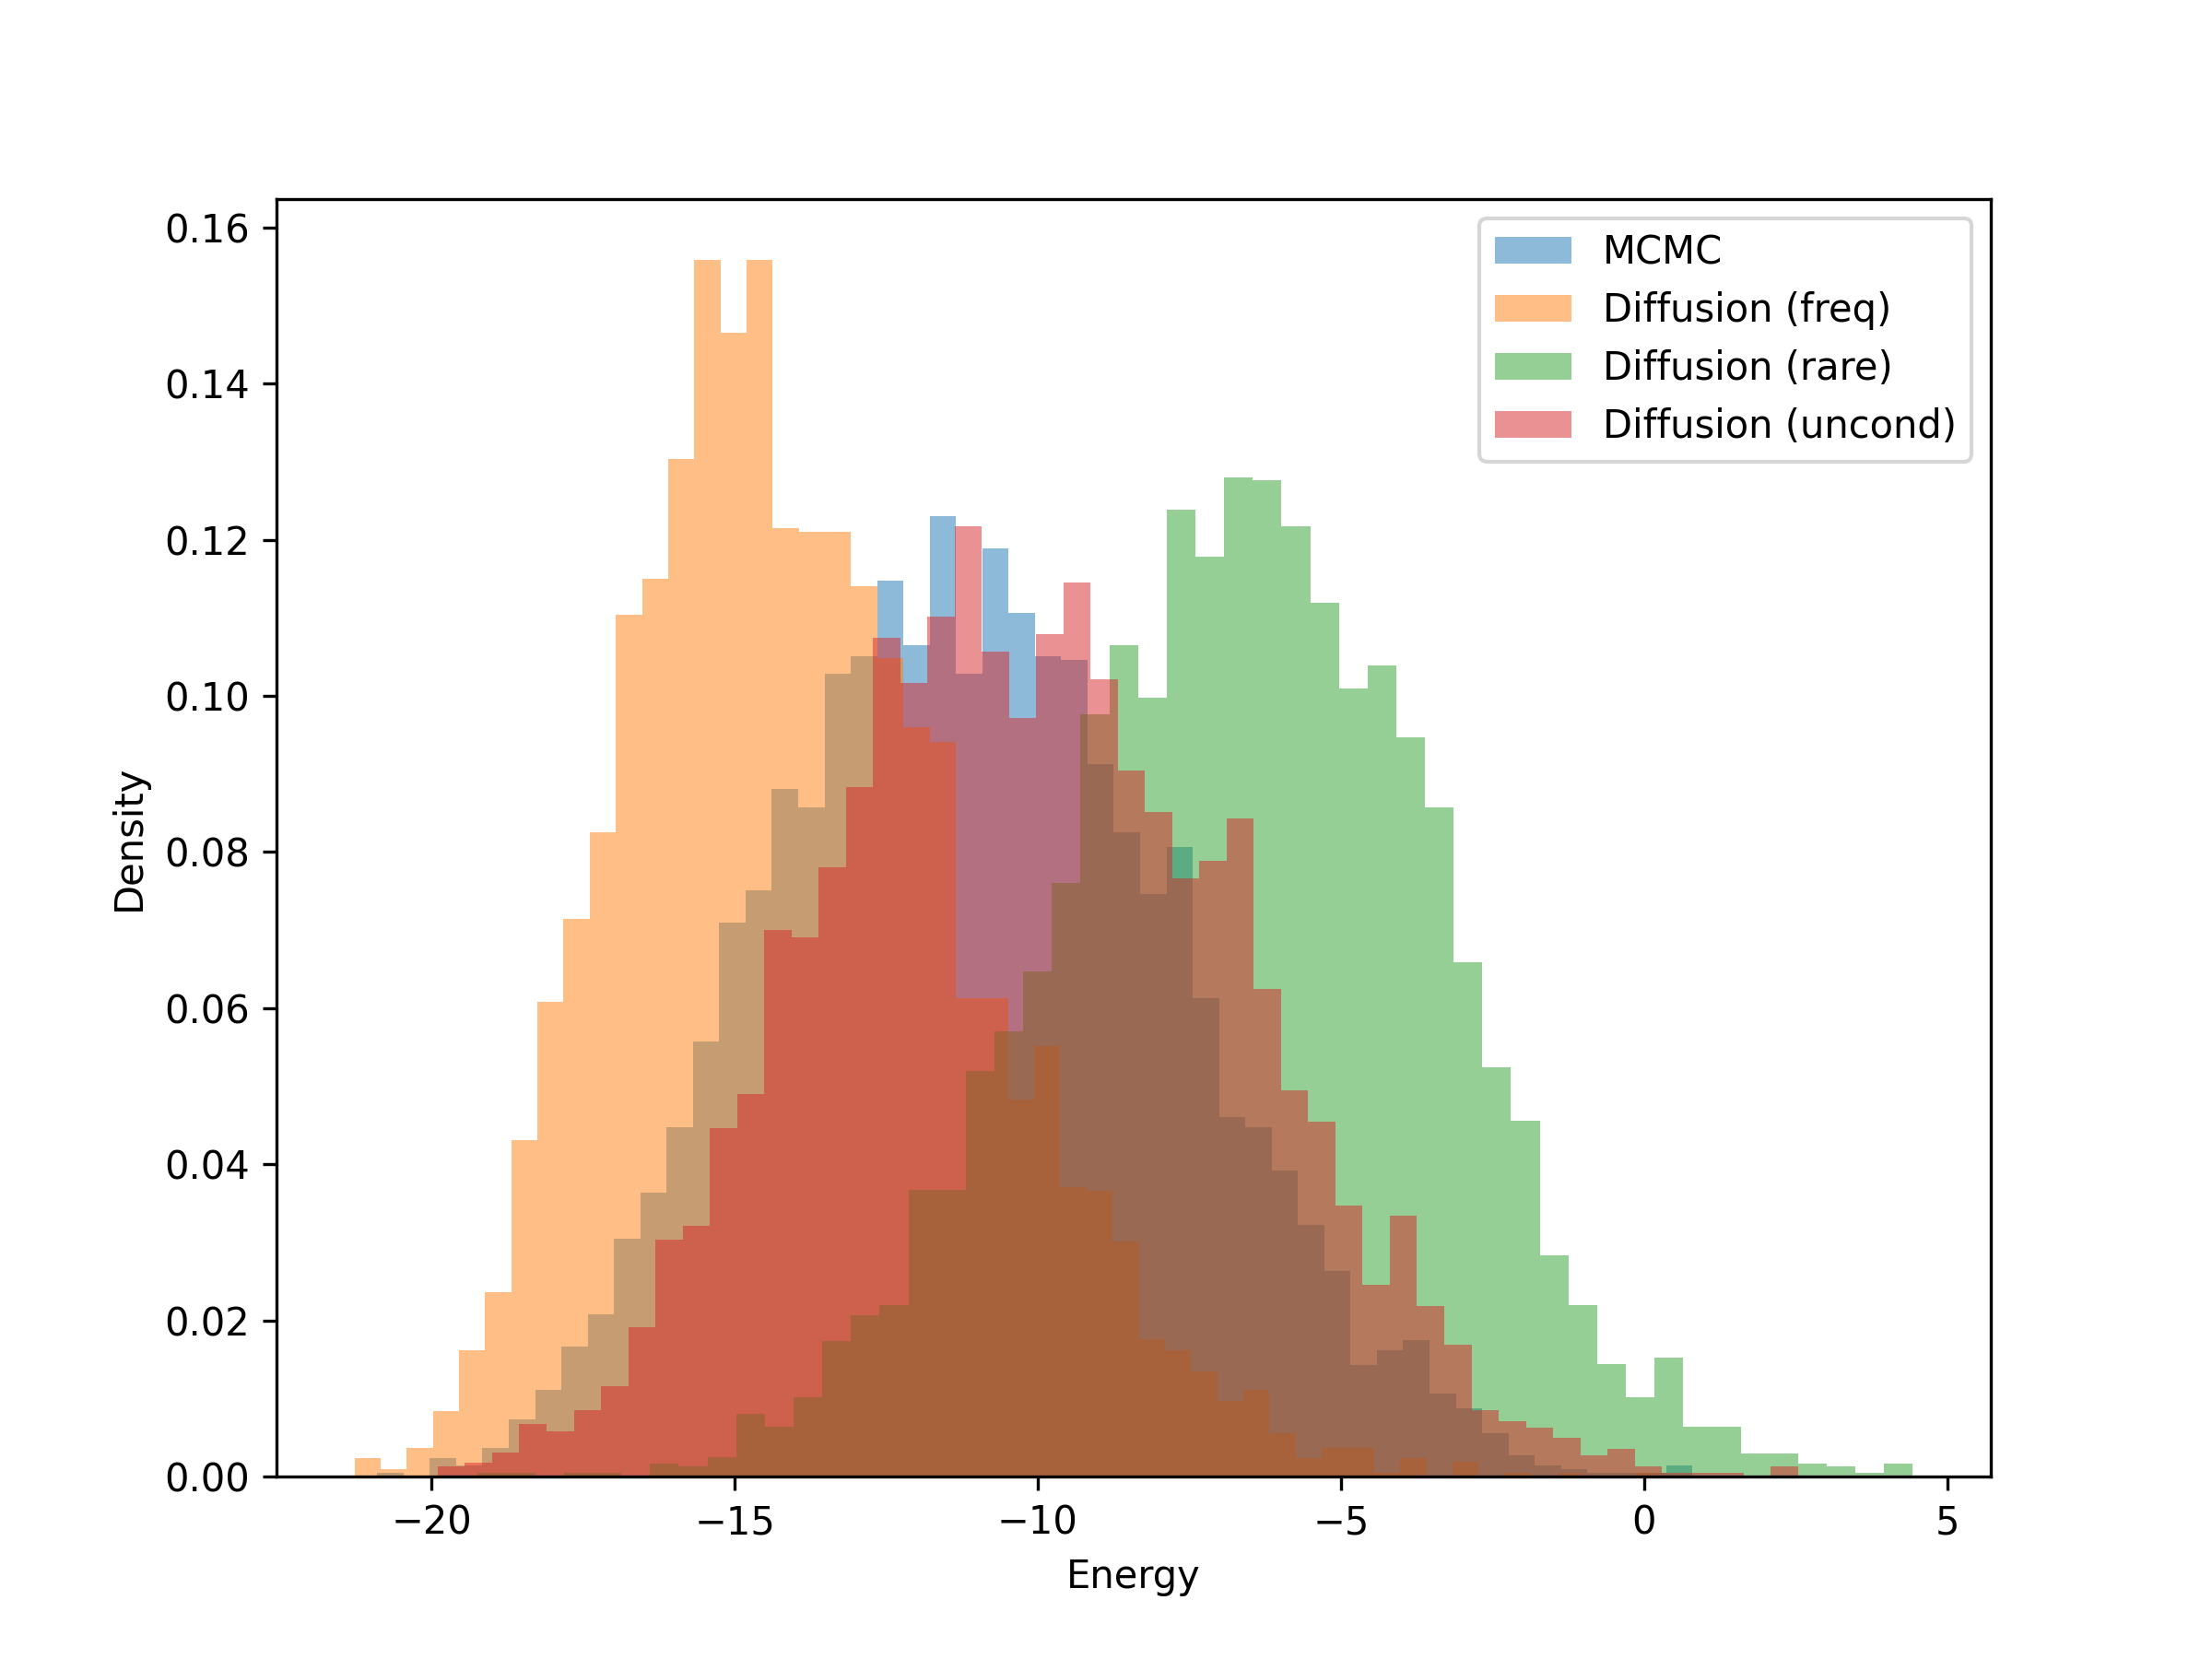 MCMC
Diffusion (freq)
Diffusion (rare)
Diffusion (uncond)
0.16
0.14
0.12
0.10
0.08
0.06
0.04
0.02
0.00
Density
−20 −15 −10 −5 0 5
Energy